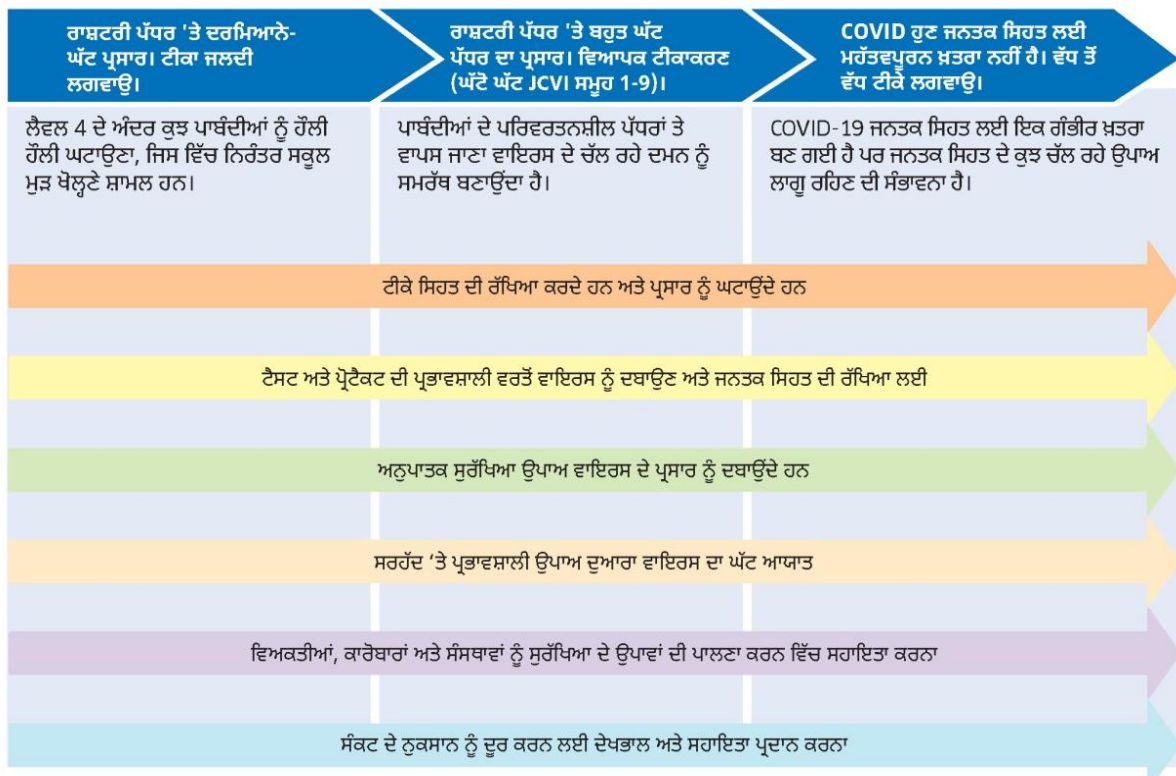 ਰਾਸ਼ਟਰੀ ਪੱਧਰ 'ਤੇ ਦਰਮਿਆਨੇ-
ਘੱਟ ਪ੍ਰਸਾਰ। ਟੀਕਾ ਜਲਦੀ
ਲਗਵਾਉ।
ਰਾਸ਼ਟਰੀ ਪੱਧਰ 'ਤੇ ਬਹੁਤ ਘੱਟ
ਪੱਧਰ ਦਾ ਪ੍ਰਸਾਰ। ਵਿਆਪਕ ਟੀਕਾਕਰਣ
(ਘੱਟੋ ਘੱਟ JCVI ਸਮੂਹ 1-9)।
COVID ਹੁਣ ਜਨਤਕ ਸਿਹਤ ਲਈ
ਮਹੱਤਵਪੂਰਨ ਖ਼ਤਰਾ ਨਹੀਂ ਹੈ। ਵੱਧ ਤੋਂ
ਵੱਧ ਟੀਕੇ ਲਗਵਾਉ।
ਲੈਵਲ 4 ਦੇ ਅੰਦਰ ਕੁਝ ਪਾਬੰਦੀਆਂ ਨੂੰ ਹੌਲੀ
ਹੌਲੀ ਘਟਾਉਣਾ, ਜਿਸ ਵਿੱਚ ਨਿਰੰਤਰ ਸਕੂਲ
ਮੁੜ ਖੋਲ੍ਹਣੇ ਸ਼ਾਮਲ ਹਨ।
ਪਾਬੰਦੀਆਂ ਦੇ ਪਰਿਵਰਤਨਸ਼ੀਲ ਪੱਧਰਾਂ ਤੇ
ਵਾਪਸ ਜਾਣਾ ਵਾਇਰਸ ਦੇ ਚੱਲ ਰਹੇ ਦਮਨ ਨੂੰ
ਸਮਰੱਥ ਬਣਾਉਂਦਾ ਹੈ।
COVID-19 ਜਨਤਕ ਸਿਹਤ ਲਈ ਇਕ ਗੰਭੀਰ ਖ਼ਤਰਾ
ਬਣ ਗਈ ਹੈ ਪਰ ਜਨਤਕ ਸਿਹਤ ਦੇ ਕੁਝ ਚੱਲ ਰਹੇ ਉਪਾਅ
ਲਾਗੂ ਰਹਿਣ ਦੀ ਸੰਭਾਵਨਾ ਹੈ।
ਟੀਕੇ ਸਿਹਤ ਦੀ ਰੱਖਿਆ ਕਰਦੇ ਹਨ ਅਤੇ ਪ੍ਰਸਾਰ ਨੂੰ ਘਟਾਉਂਦੇ ਹਨ
ਟੈਸਟ ਅਤੇ ਪ੍ਰੋਟੈਕਟ ਦੀ ਪ੍ਰਭਾਵਸ਼ਾਲੀ ਵਰਤੋਂ ਵਾਇਰਸ ਨੂੰ ਦਬਾਉਣ ਅਤੇ ਜਨਤਕ ਸਿਹਤ ਦੀ ਰੱਖਿਆ ਲਈ
ਅਨੁਪਾਤਕ ਸੁਰੱਖਿਆ ਉਪਾਅ ਵਾਇਰਸ ਦੇ ਪ੍ਰਸਾਰ ਨੂੰ ਦਬਾਉਂਦੇ ਹਨ
ਸਰਹੱਦ 'ਤੇ ਪ੍ਰਭਾਵਸ਼ਾਲੀ ਉਪਾਅ ਦੁਆਰਾ ਵਾਇਰਸ ਦਾ ਘੱਟ ਆਯਾਤ
ਵਿਅਕਤੀਆਂ, ਕਾਰੋਬਾਰਾਂ ਅਤੇ ਸੰਸਥਾਵਾਂ ਨੂੰ ਸੁਰੱਖਿਆ ਦੇ ਉਪਾਵਾਂ ਦੀ ਪਾਲਣਾ ਕਰਨ ਵਿੱਚ ਸਹਾਇਤਾ ਕਰਨਾ
ਸੰਕਟ ਦੇ ਨੁਕਸਾਨ ਨੂੰ ਦੂਰ ਕਰਨ ਲਈ ਦੇਖਭਾਲ ਅਤੇ ਸਹਾਇਤਾ ਪ੍ਰਦਾਨ ਕਰਨਾ